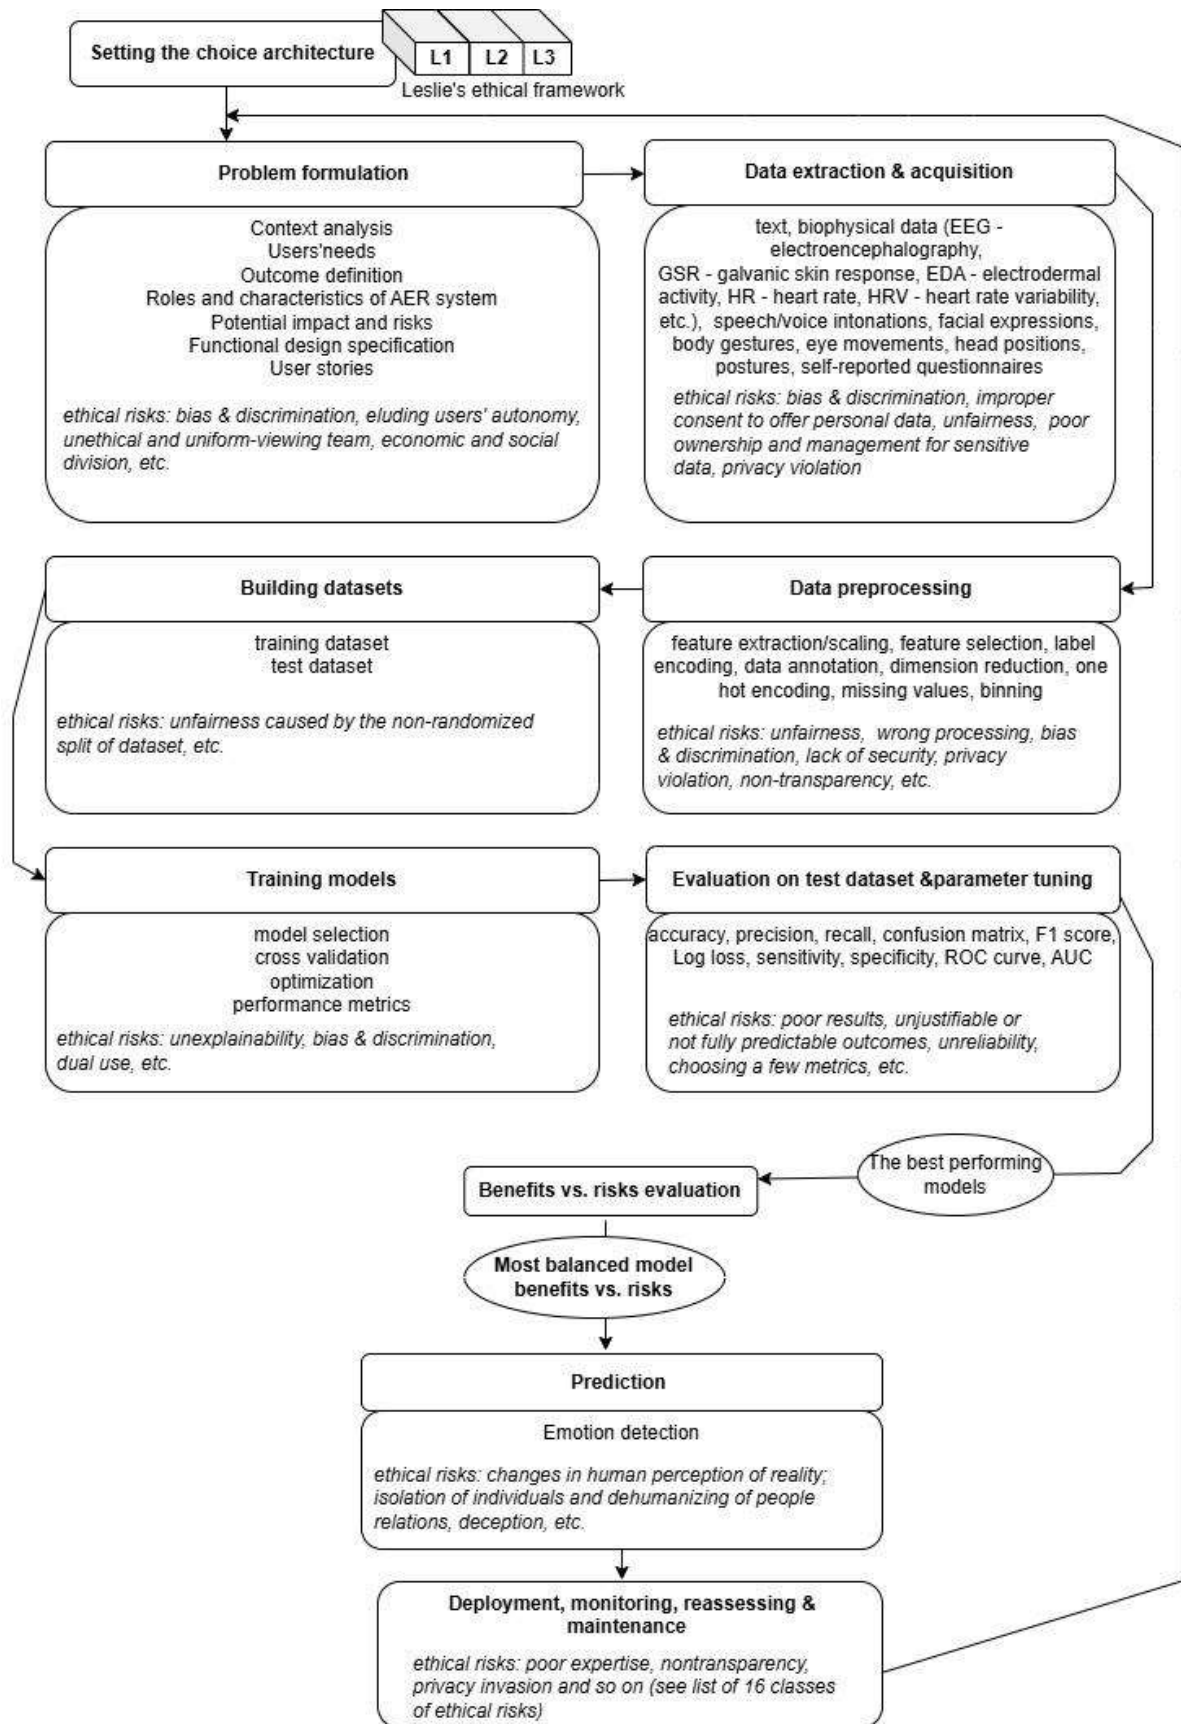 Setting the choice architecture
L1 L2 L3
Leslie's ethical framework
Problem formulation
Context analysis
Users'needs
Outcome definition
Roles and characteristics of AER system
Potential impact and risks
Functional design specification
User stories
ethical risks: bias & discrimination, eluding users' autonomy,
unethical and uniform-viewing team, economic and social
division, etc.
Data extraction & acquisition
text, biophysical data (EEG -
electroencephalography,
GSR - galvanic skin response, EDA - electrodermal
activity, HR - heart rate, HRV - heart rate variability,
etc.), speech/voice intonations, facial expressions,
body gestures, eye movements, head positions,
postures, self-reported questionnaires
ethical risks: bias & discrimination, improper
consent to offer personal data, unfairness, poor
ownership and management for sensitive
data, privacy violation
Building datasets
training dataset
test dataset
ethical risks: unfairness caused by the non-randomized
split of dataset, etc.
Data preprocessing
feature extraction/scaling, feature selection, label
encoding, data annotation, dimension reduction, one
hot encoding, missing values, binning
ethical risks: unfairness, wrong processing, bias
& discrimination, lack of security, privacy
violation, non-transparency, etc.
Training models
model selection
cross validation
optimization
performance metrics
ethical risks: unexplainability, bias & discrimination,
dual use, etc.
Evaluation on test dataset &parameter tuning
accuracy, precision, recall, confusion matrix, F1 score,
Log loss, sensitivity, specificity, ROC curve, AUC
ethical risks: poor results, unjustifiable or
not fully predictable outcomes, unreliability,
choosing a few metrics, etc.
The best performing
models
Benefits vs. risks evaluation
Most balanced model
benefits vs. risks
Prediction
Emotion detection
ethical risks: changes in human perception of reality;
isolation of individuals and dehumanizing of people
relations, deception, etc.
Deployment, monitoring, reassessing &
maintenance
ethical risks: poor expertise, nontransparency,
privacy invasion and so on (see list of 16 classes
of ethical risks)